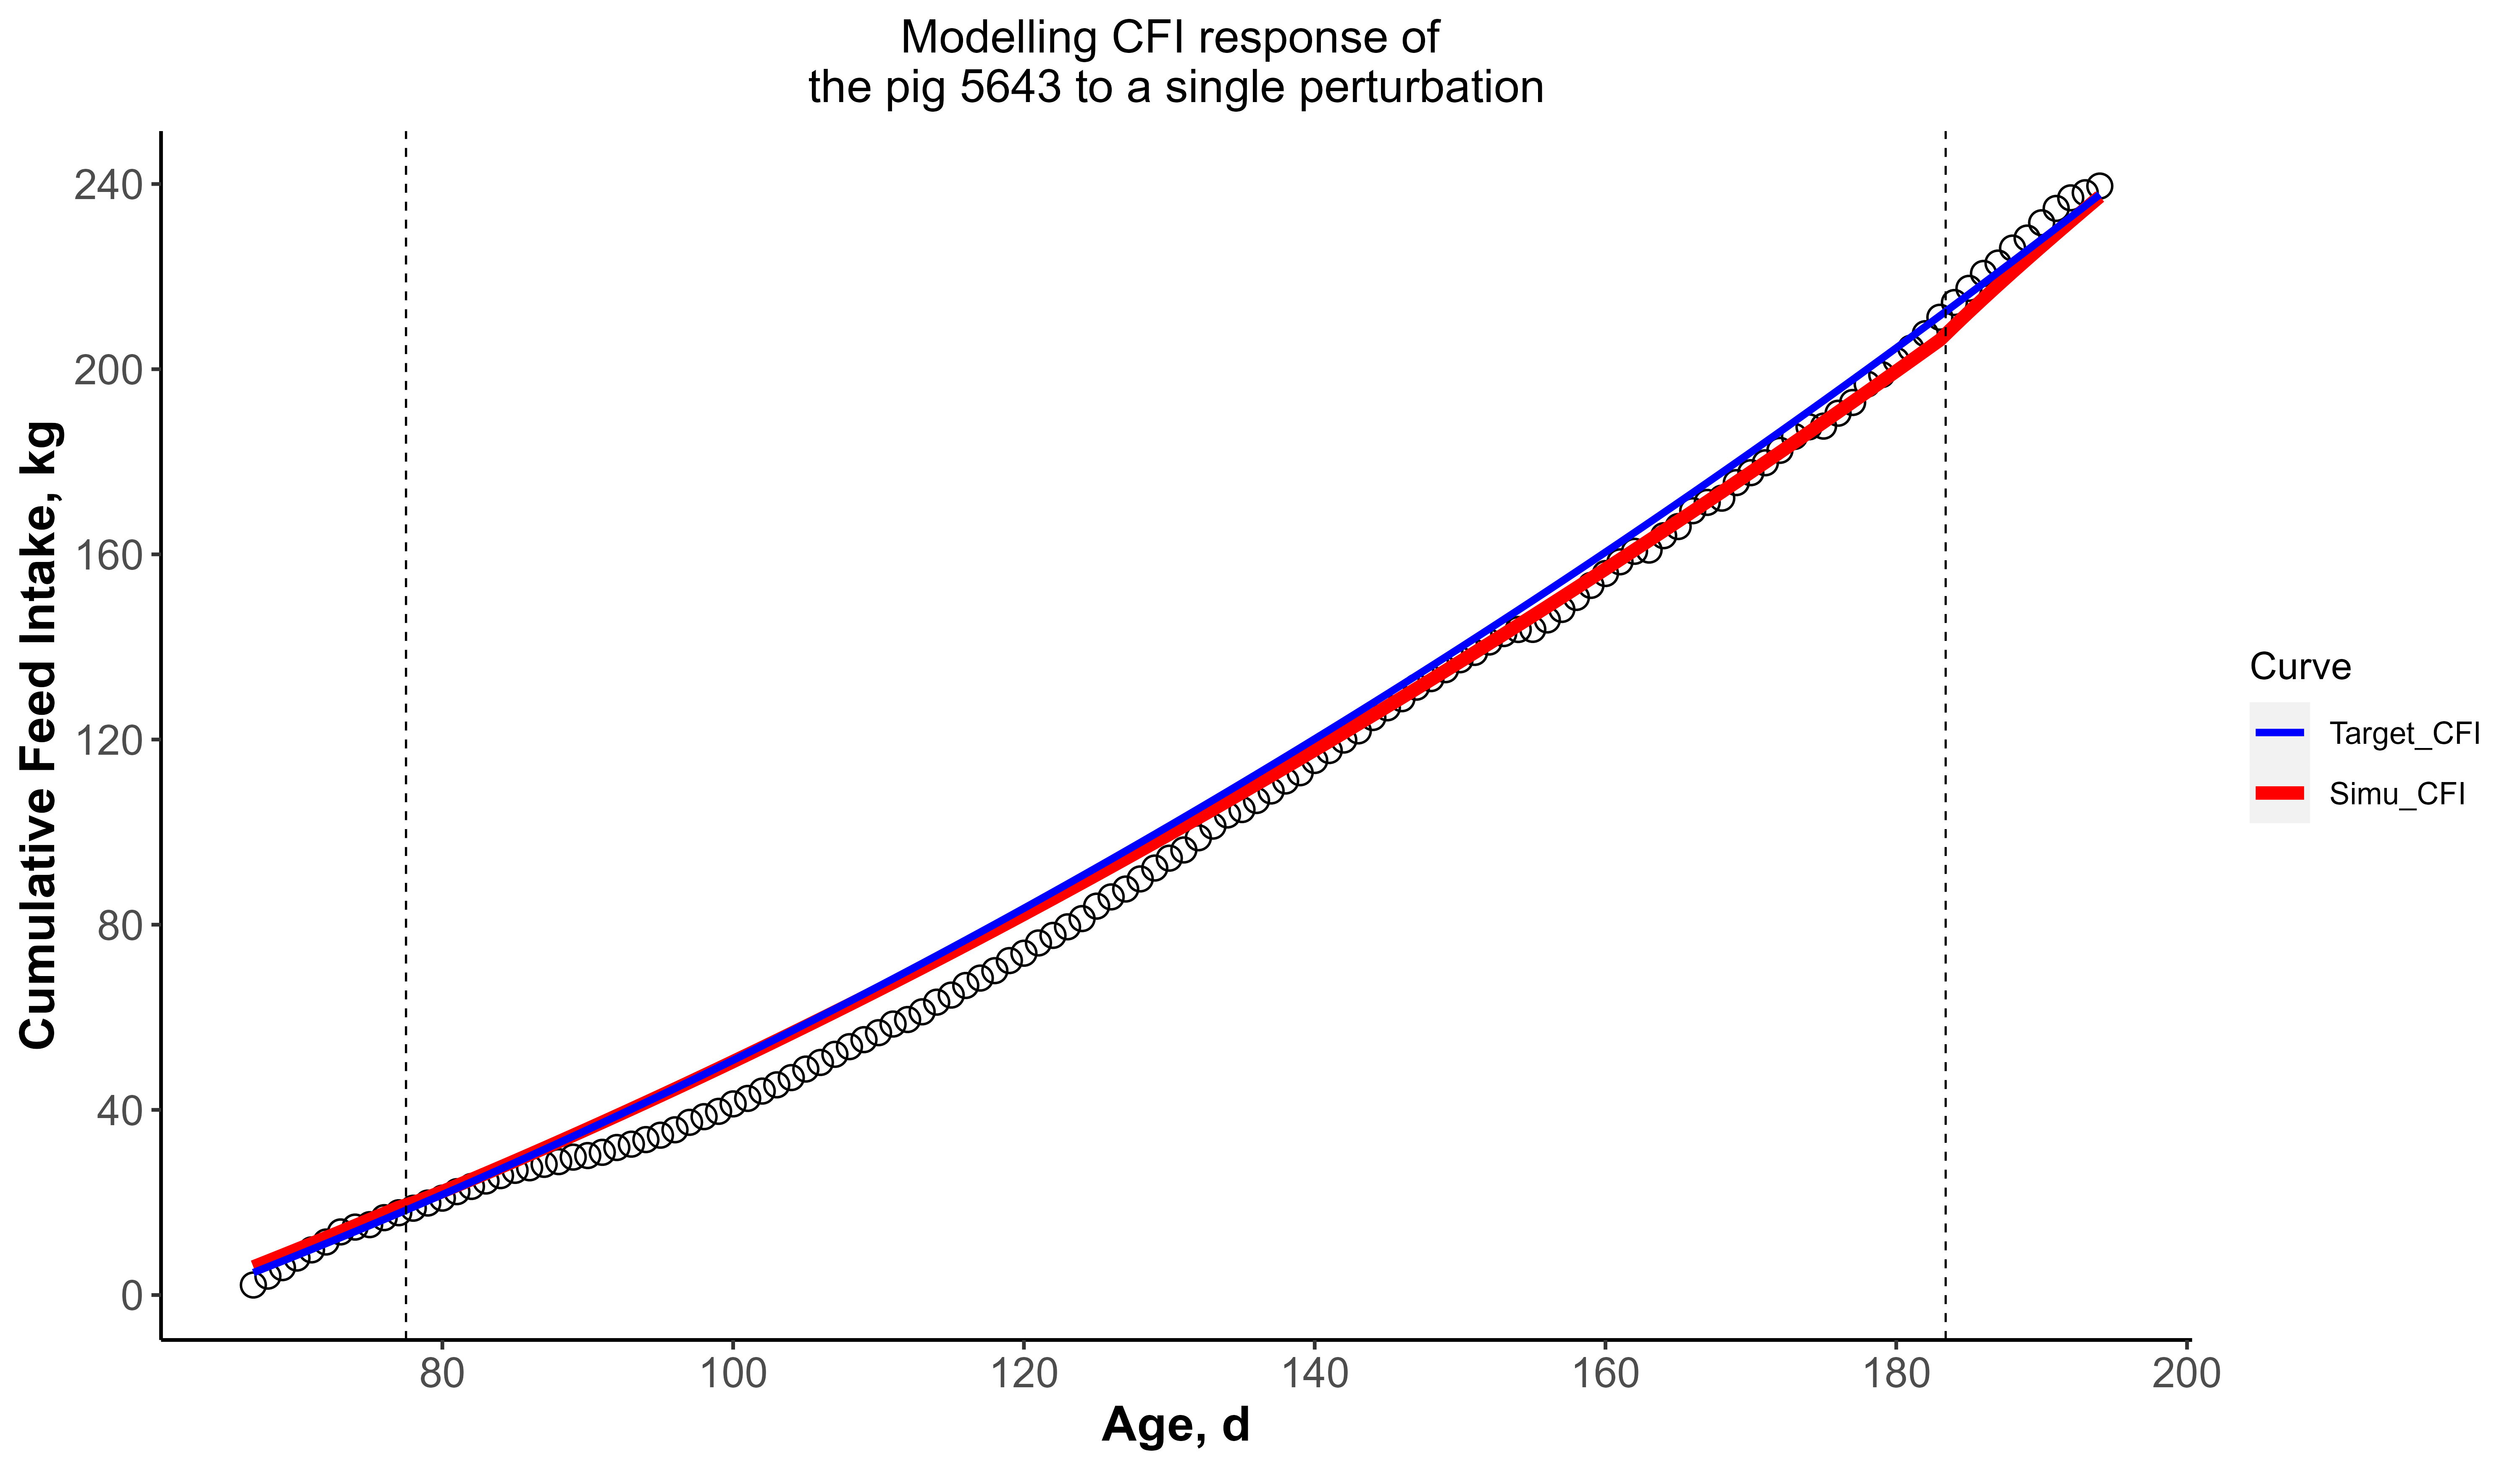 Modelling CFI response of
the pig 5643 to a single perturbation
240
200
160
120
80
40
0
Cumulative Feed Intake, kg
80 100 120 140 160 180 200
Age, d
Curve
Target_CFI
Simu_CFI